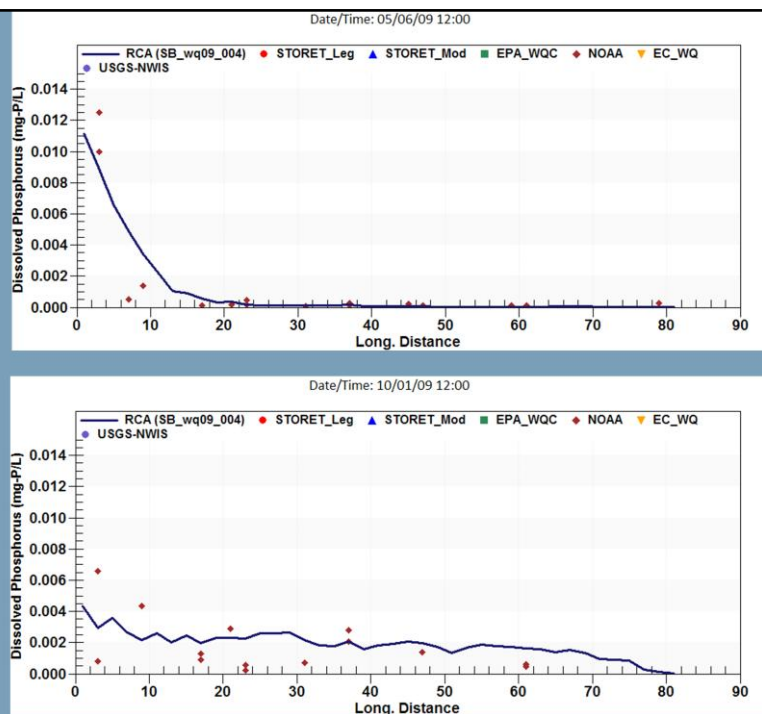 Date/Time: 05/06/09 12:00
RCA (SB_wq09_004) STORET_Leg STORET_Mod EPA_WQC NOAA EC_WQ
USGS-NWIS
Dissolved Phosphorus (mg-P/L)
0.014
0.012
0.010
0.008
0.006
0.004
0.002
0.000
0 10 20 30 40 50 60 70 80 90
Long. Distance
Date/Time: 10/01/09 12:00
RCA (SB_wq09_004) STORET_Leg STORET_Mod EPA_WQC NOAA EC_WQ
USGS-NWIS
Dissolved Phosphorus (mg-P/L)
0.014
0.012
0.010
0.008
0.006
0.004
0.002
0.000
0 10 20 30 40 50 60 70 80 90
Long. Distance